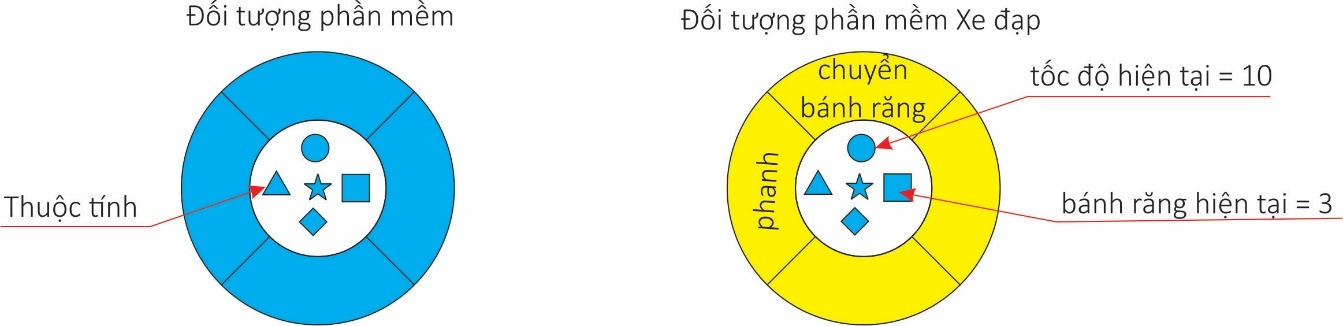 Đối tượng phần mềm
Thuộc tính
Đối tượng phần mềm Xe đạp
chuyển
bánh răng
phanh
tốc độ hiện tại = 10
bánh răng hiện tại = 3